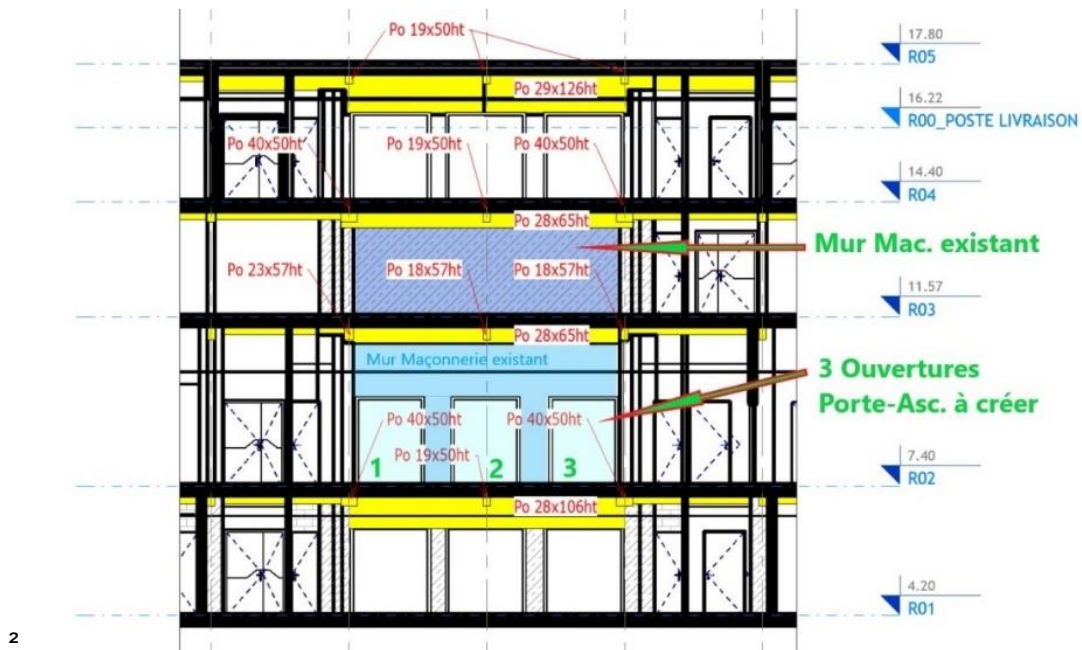 Po 19x50ht
17.80
R05
Po 29x126ht
16.22
R00_POSTE LIVRAISON
Po 40x50ht
Po 19x50ht
Po 40x50ht
14.40
R04
Po 28x65ht
Mur Mac. existant
Po 23x57ht
Po 18x57ht
Po 18x57ht
11.57
R03
Po 28x65ht
Mur Maçonnerie existant
3 Ouvertures
Porte-Asc. à créer
Po 40x50ht
Po 40x50ht
Po 19x50ht
1
2
3
7.40
R02
Po 28x106ht
4.20
R01
2